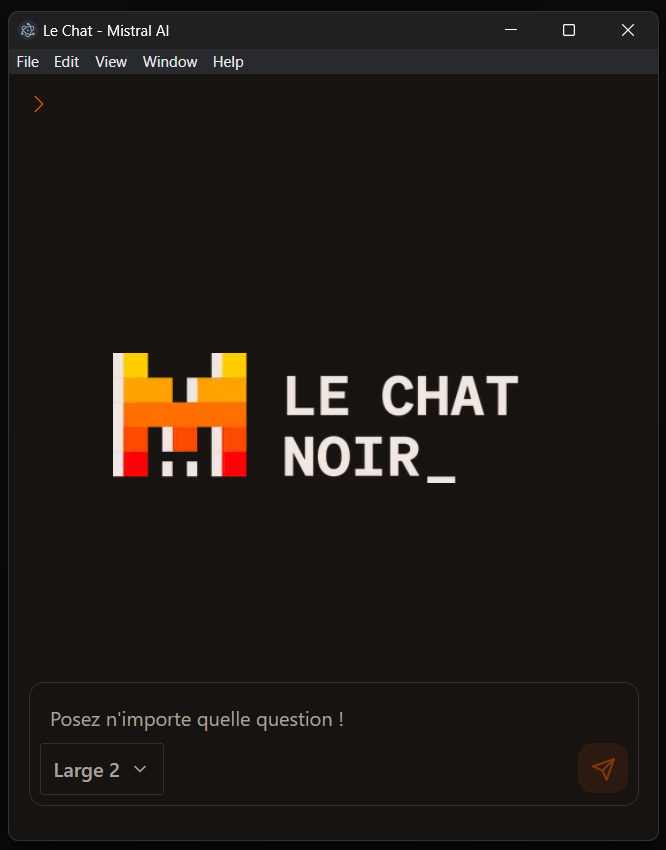 Le Chat - Mistral AI
File Edit View Window Help
LE CHAT
NOIR_
Posez n'importe quelle question !
Large 2